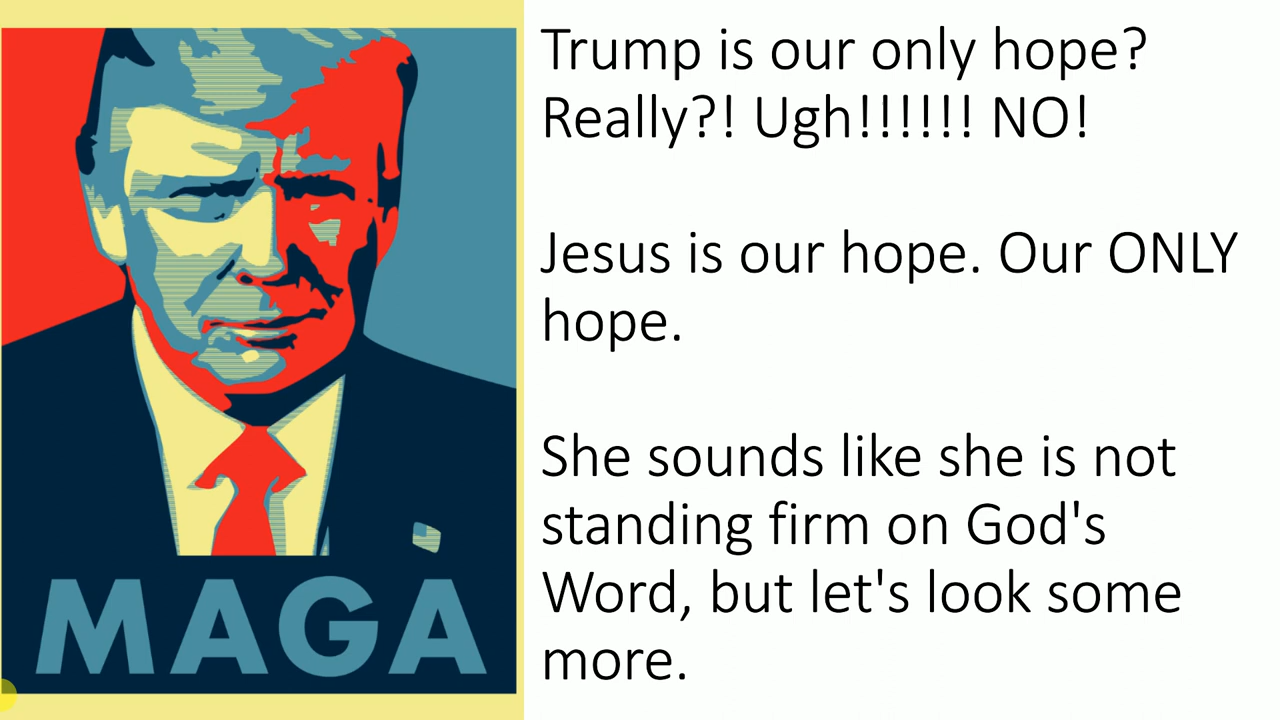 Trump is our only hope?
Really?! Ugh!!!!!! NO!
Jesus is our hope. Our ONLY
hope.
She sounds like she is not
standing firm on God's
Word, but let's look some
more.
MAGA